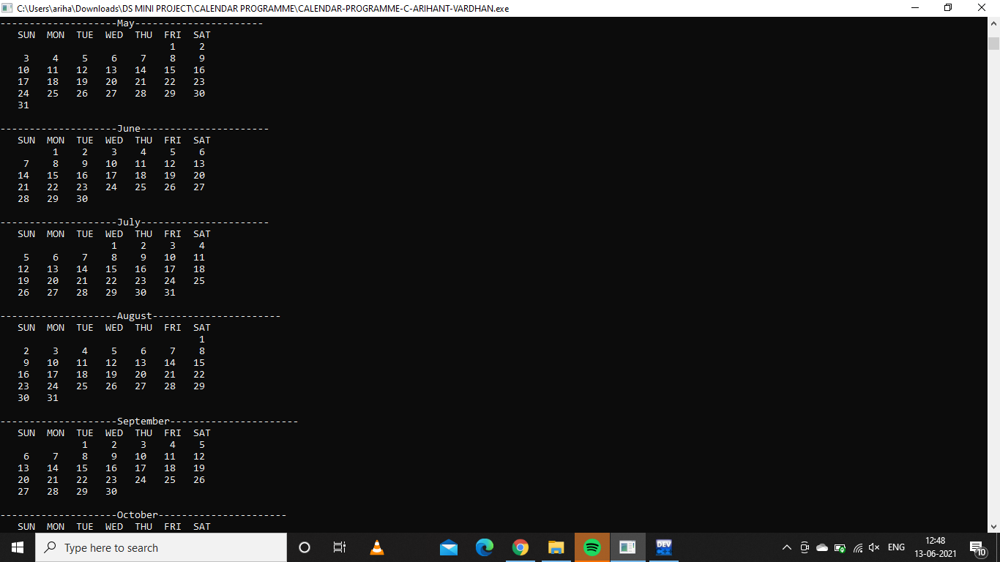 C:\Users\ariha\Downloads\DS MINI PROJECT\CALENDAR PROGRAMME\CALENDAR-PROGRAMME-C-ARIHANT-VARDHAN.exe
--------------------May----------------------
SUN MON TUE WED THU FRI SAT
1 2
3 4 5 6 7 8 9
10 11 12 13 14 15 16
17 18 19 20 21 22 23
24 25 26 27 28 29 30
31
--------------------June----------------------
SUN MON TUE WED THU FRI SAT
1 2 3 4 5 6
7 8 9 10 11 12 13
14 15 16 17 18 19 20
21 22 23 24 25 26 27
28 29 30
--------------------July----------------------
SUN MON TUE WED THU FRI SAT
1 2 3 4
5 6 7 8 9 10 11
12 13 14 15 16 17 18
19 20 21 22 23 24 25
26 27 28 29 30 31
--------------------August----------------------
SUN MON TUE WED THU FRI SAT
1
2 3 4 5 6 7 8
9 10 11 12 13 14 15
16 17 18 19 20 21 22
23 24 25 26 27 28 29
30 31
--------------------September----------------------
SUN MON TUE WED THU FRI SAT
1 2 3 4 5
6 7 8 9 10 11 12
13 14 15 16 17 18 19
20 21 22 23 24 25 26
27 28 29 30
--------------------October----------------------
SUN MON TUE WED THU FRI SAT
Type here to search
DEV
C++
ENG
12:48
13-06-2021
10